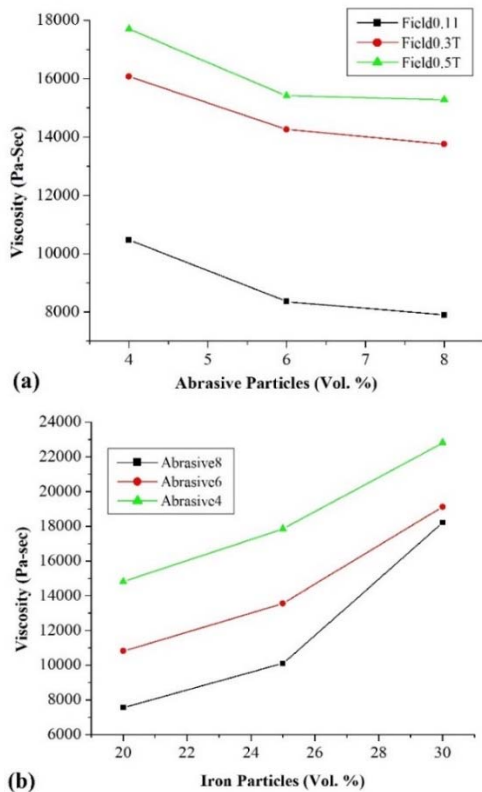 18000
16000
14000
12000
10000
8000
Viscosity (Pa-Sec)
Field0.11
Field0.3T
Field0.5T
4
5
6
7
8
(a)
Abrasive Particles (Vol. %)
24000
22000
20000
18000
16000
14000
12000
10000
8000
6000
Viscosity (Pa-sec)
Abrasive8
Abrasive6
Abrasive4
20
22
24
26
28
30
(b)
Iron Particles (Vol. %)